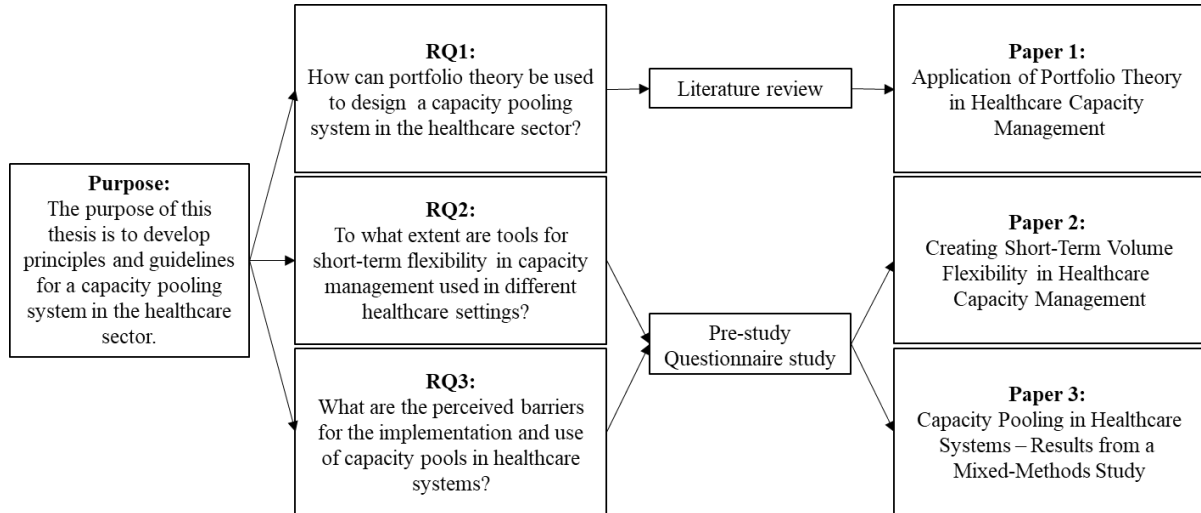 Purpose:
The purpose of this
thesis is to develop
principles and guidelines
for a capacity pooling
system in the healthcare
sector.
RQ1:
How can portfolio theory be used
to design a capacity pooling
system in the healthcare sector?
RQ2:
To what extent are tools for
short-term flexibility in capacity
management used in different
healthcare settings?
RQ3:
What are the perceived barriers
for the implementation and use
of capacity pools in healthcare
systems?
Literature review
Pre-study
Questionnaire study
Paper 1:
Application of Portfolio Theory
in Healthcare Capacity
Management
Paper 2:
Creating Short-Term Volume
Flexibility in Healthcare
Capacity Management
Paper 3:
Capacity Pooling in Healthcare
Systems – Results from a
Mixed-Methods Study